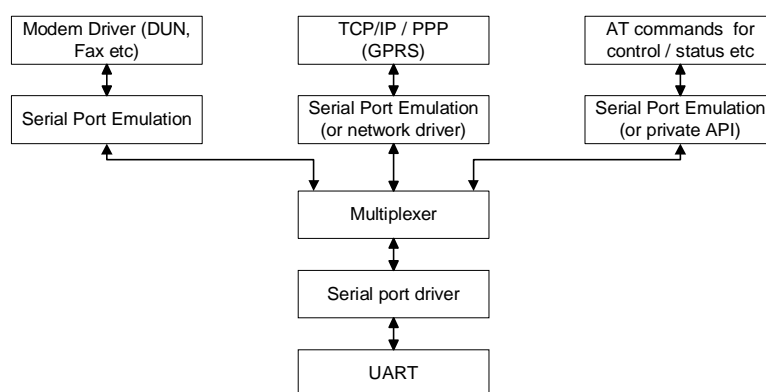 Modem Driver (DUN,
Fax etc)
TCP/IP / PPP
(GPRS)
AT commands for
control / status etc
Serial Port Emulation
Serial Port Emulation
(or network driver)
Serial Port Emulation
(or private API)
Multiplexer
Serial port driver
UART